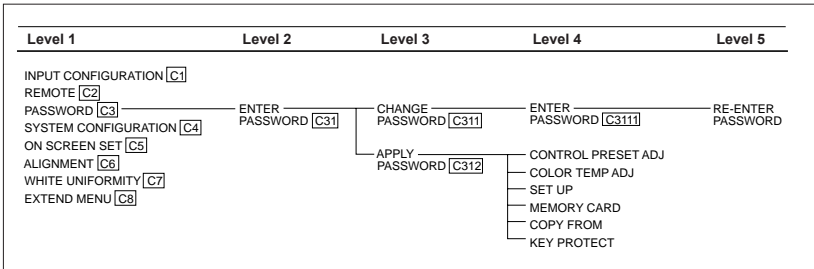 Level 1 Level 2 Level 3 Level 4 Level 5
INPUT CONFIGURATION C1
REMOTE C2
PASSWORD C3 ENTER CHANGE ENTER RE-ENTER
PASSWORD C31 PASSWORD C311 PASSWORD C3111 PASSWORD
SYSTEM CONFIGURATION C4
ON SCREEN SET C5
ALIGNMENT C6
WHITE UNIFORMITY C7
EXTEND MENU C8
APPLY
PASSWORD C312
CONTROL PRESET ADJ
COLOR TEMP ADJ
SET UP
MEMORY CARD
COPY FROM
KEY PROTECT